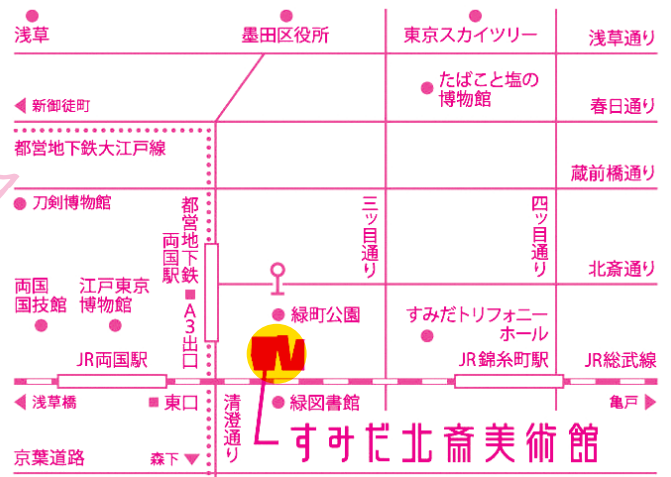 浅草
墨田区役所
東京スカイツリー
浅草通り
たばこと塩の
博物館
新御徒町
春日通り
都営地下鉄大江戸線
蔵前橋通り
刀剣博物館
都営地下鉄
両国駅
A3出口
三ッ目通り
四ッ目通り
北斎通り
両国
国技館
江戸東京
博物館
緑町公園
すみだトリフォニー
ホール
JR両国駅
JR錦糸町駅
JR総武線
浅草橋
東口
清澄通り
緑図書館
亀戸
すみだ北斎美術館
京葉道路
森下